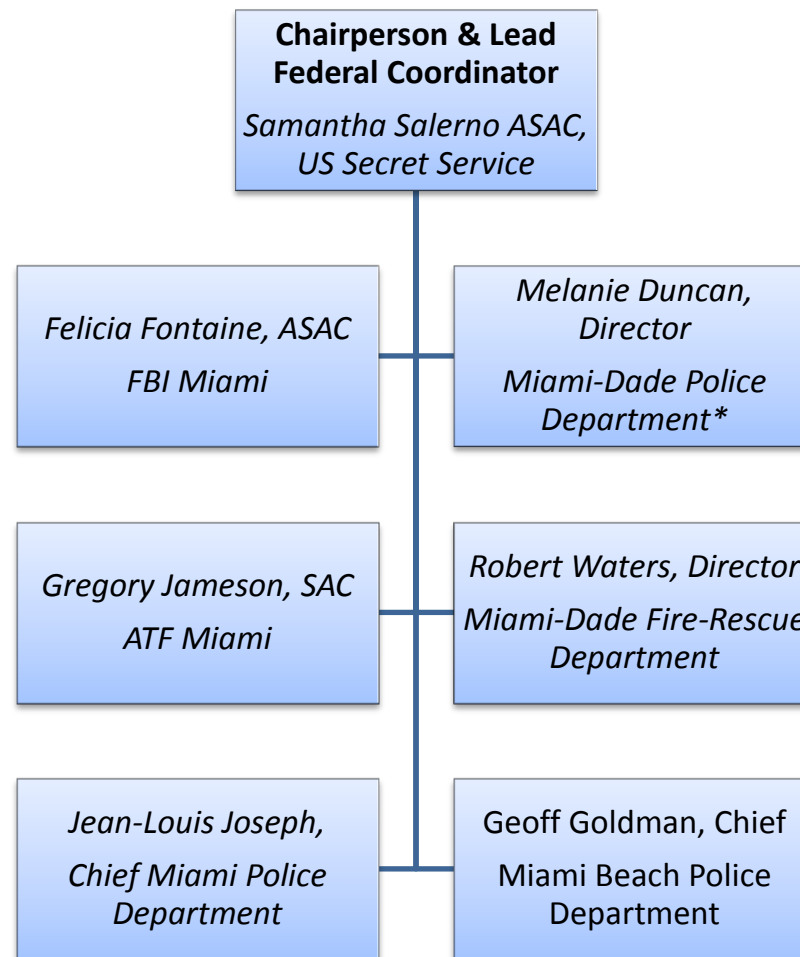 Chairperson & Lead
Federal Coordinator
Samantha Salerno ASAC,
US Secret Service
Felicia Fontaine, ASAC
FBI Miami
Melanie Duncan,
Director
Miami-Dade Police
Department*
Gregory Jameson, SAC
ATF Miami
Robert Waters, Director
Miami-Dade Fire-Rescue
Department
Jean-Louis Joseph,
Chief Miami Police
Department
Geoff Goldman, Chief
Miami Beach Police
Department